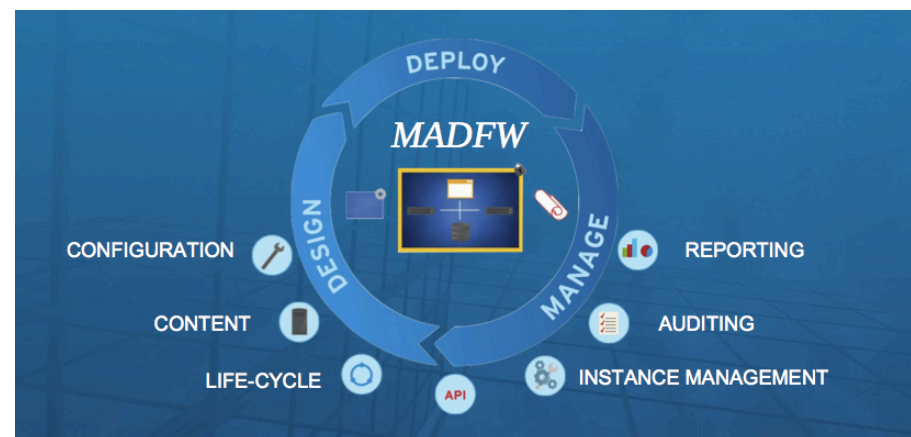 DEPLOY
MADFW
DESIGN
MANAGE
CONFIGURATION
REPORTING
CONTENT
AUDITING
LIFE-CYCLE
API
INSTANCE MANAGEMENT